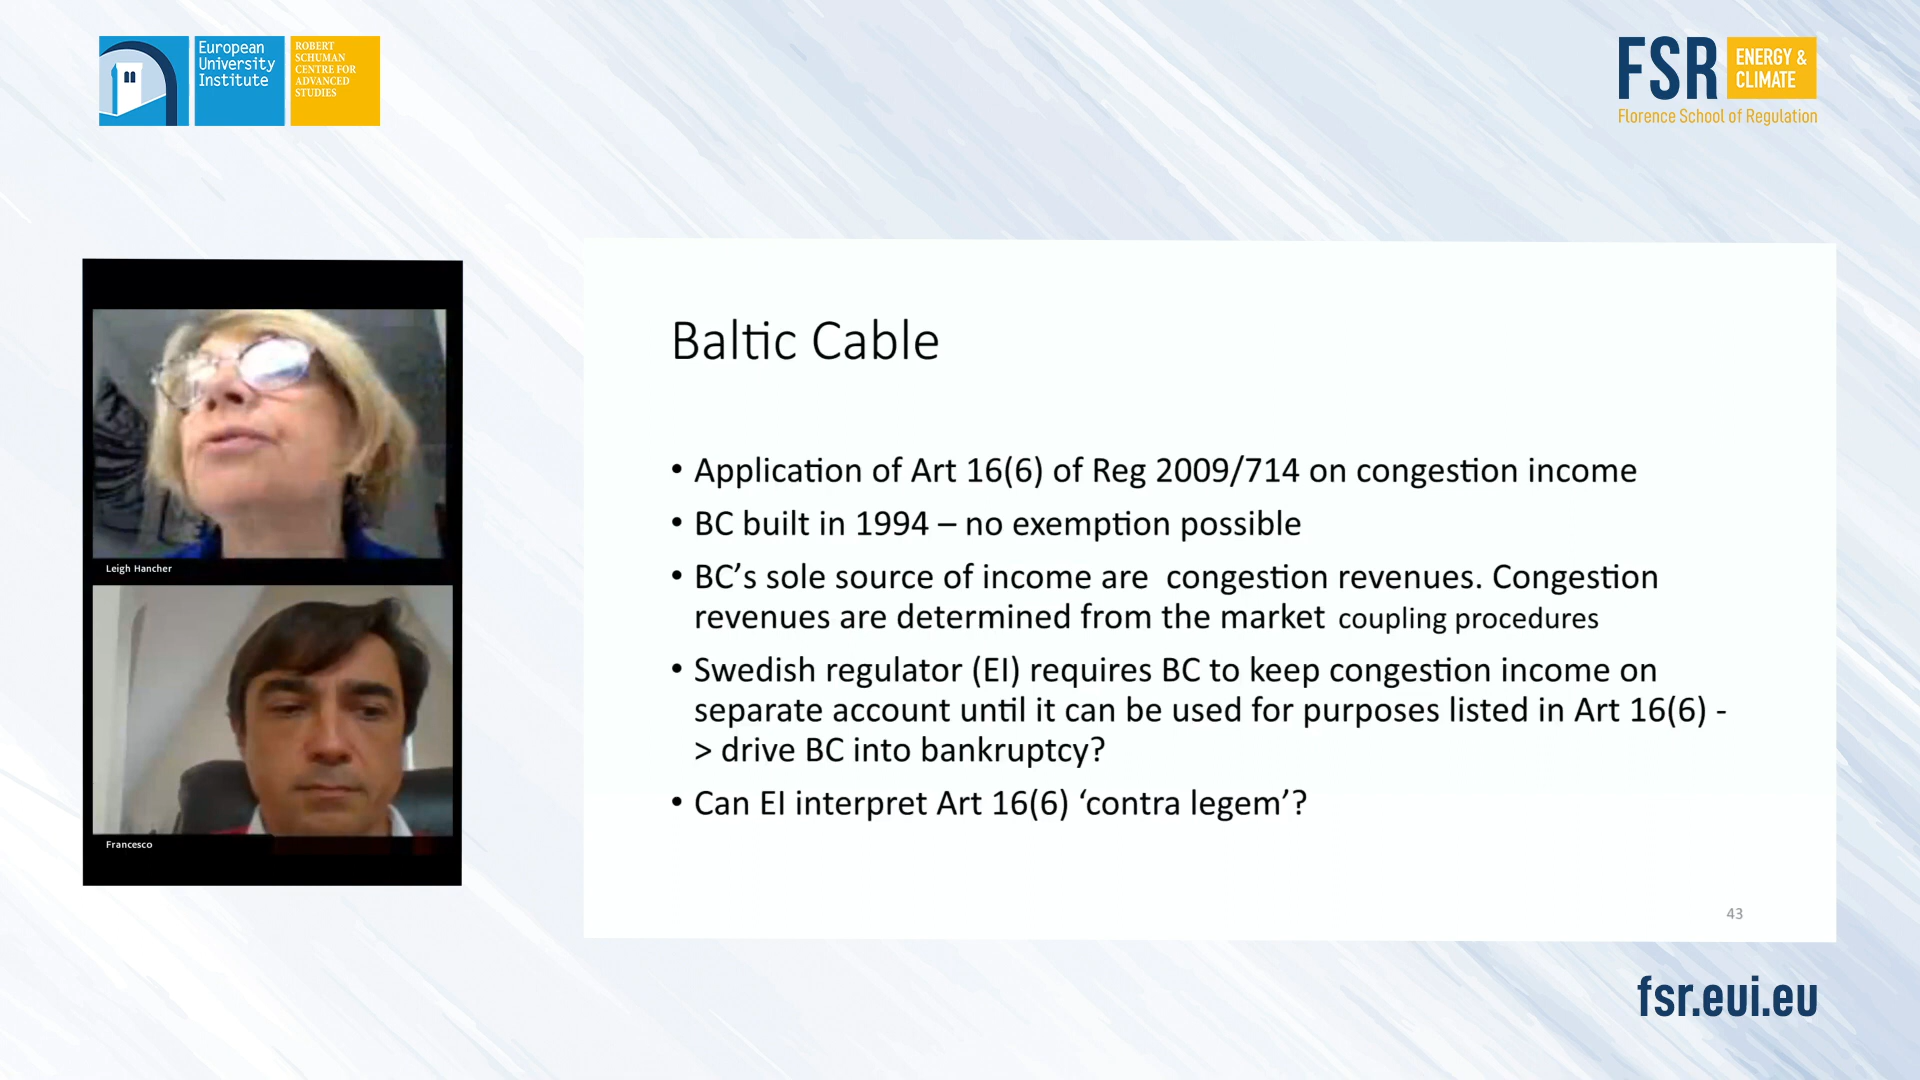 European
University
Institute
ROBERT
SCHUMAN
CENTRE FOR
ADVANCED
STUDIES
FSR
ENERGY &
CLIMATE
Florence School of Regulation
Leigh Hancher
Francesco
Baltic Cable
• Application of Art 16(6) of Reg 2009/714 on congestion income
• BC built in 1994 – no exemption possible
• BC’s sole source of income are congestion revenues. Congestion
revenues are determined from the market coupling procedures
• Swedish regulator (EI) requires BC to keep congestion income on
separate account until it can be used for purposes listed in Art 16(6) -
> drive BC into bankruptcy?
• Can EI interpret Art 16(6) ‘contra legem’?
43
fsr.eui.eu